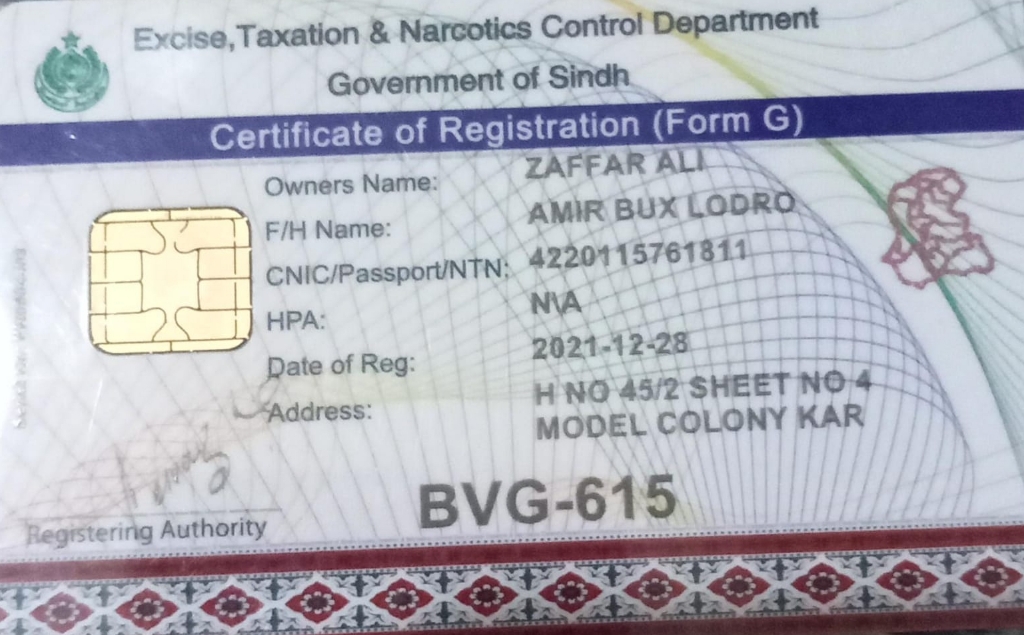 Excise, Taxation & Narcotics Control Department
Government of Sindh
Certificate of Registration (Form G)
Owners Name: ZAFFAR ALI
F/H Name: AMIR BUX LODRO
CNIC/Passport/NTN: 4220115761811
HPA: N\A
Date of Reg: 2021-12-28
Address: H NO 45/2 SHEET NO 4
MODEL COLONY KAR
BVG-615
Registering Authority